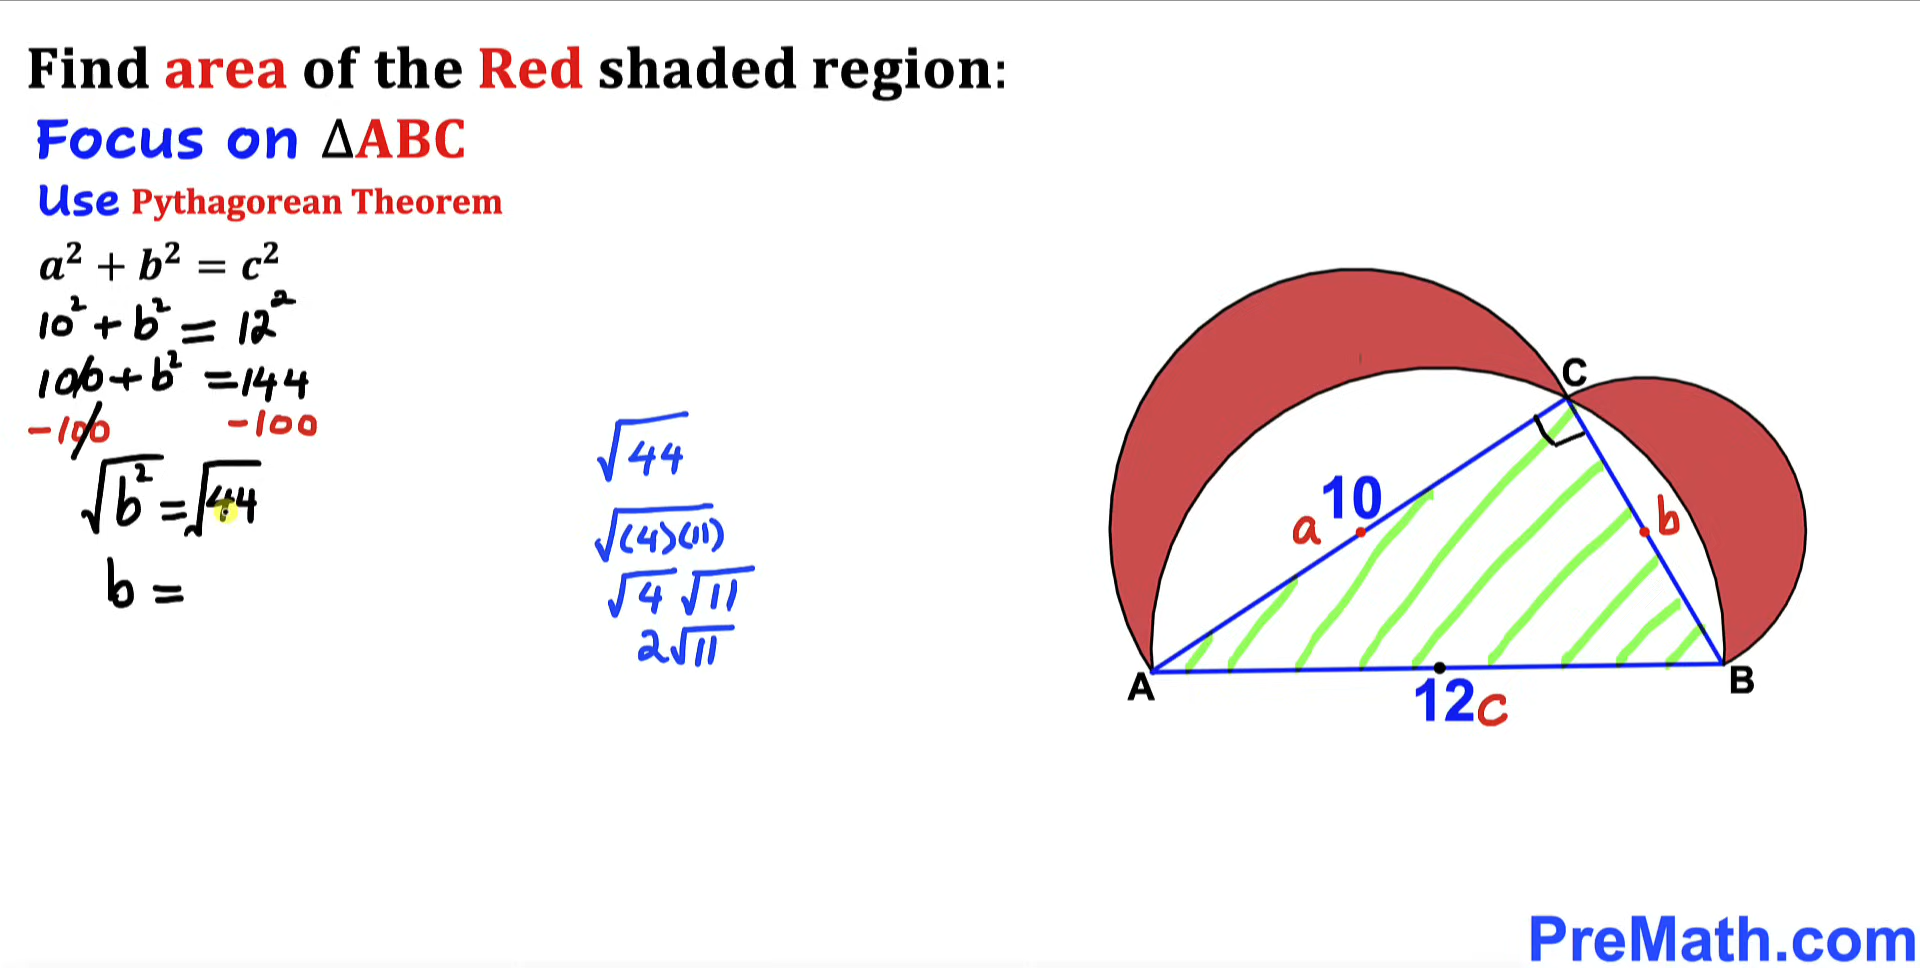 Find area of the Red shaded region:
Focus on ΔABC
Use Pythagorean Theorem
a² + b² = c²
10² + b² = 12²
100 + b² = 144
-100 -100
√b² = √44
b =
√44
√(4)(11)
√4 √11
2√11
C
10
a
b
A
B
12c
PreMath.com